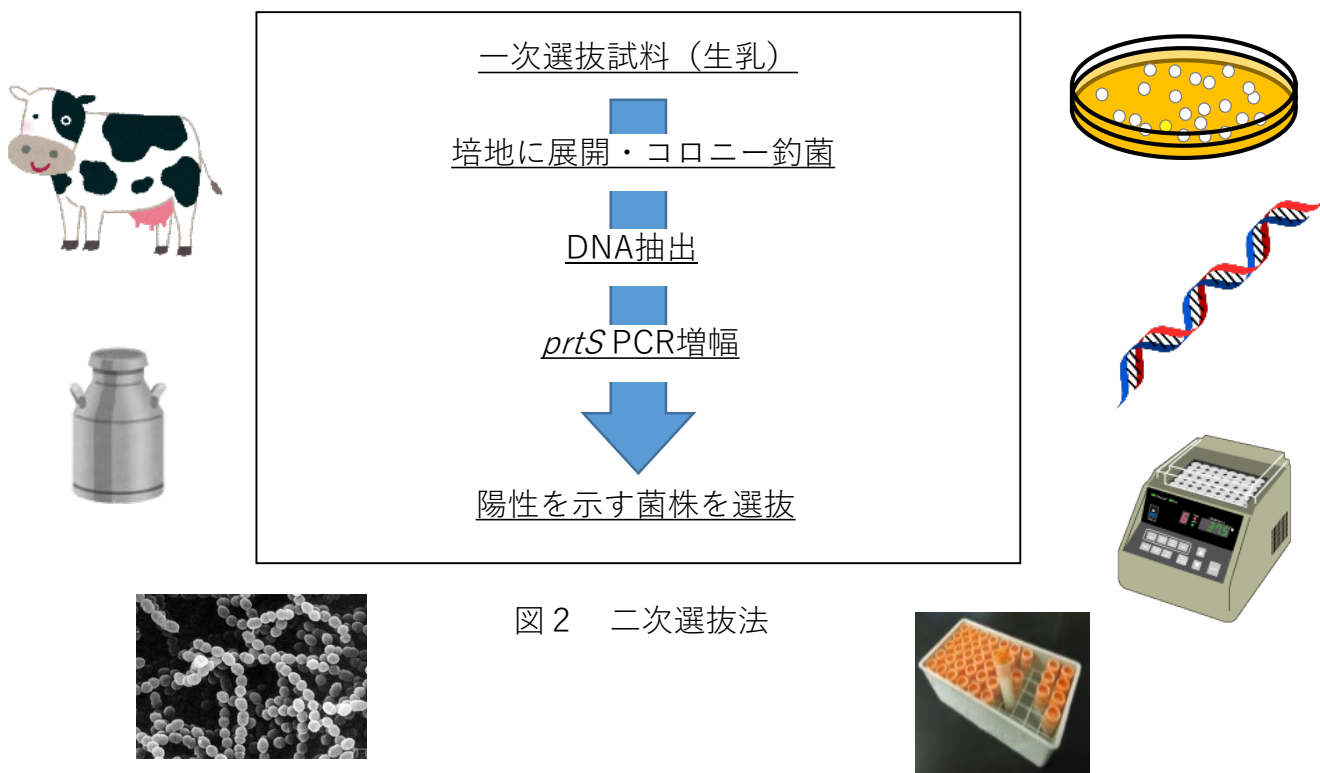 一次選抜試料（生乳）
培地に展開・コロニー釣菌
DNA抽出
prtS PCR増幅
陽性を示す菌株を選抜
図２　二次選抜法